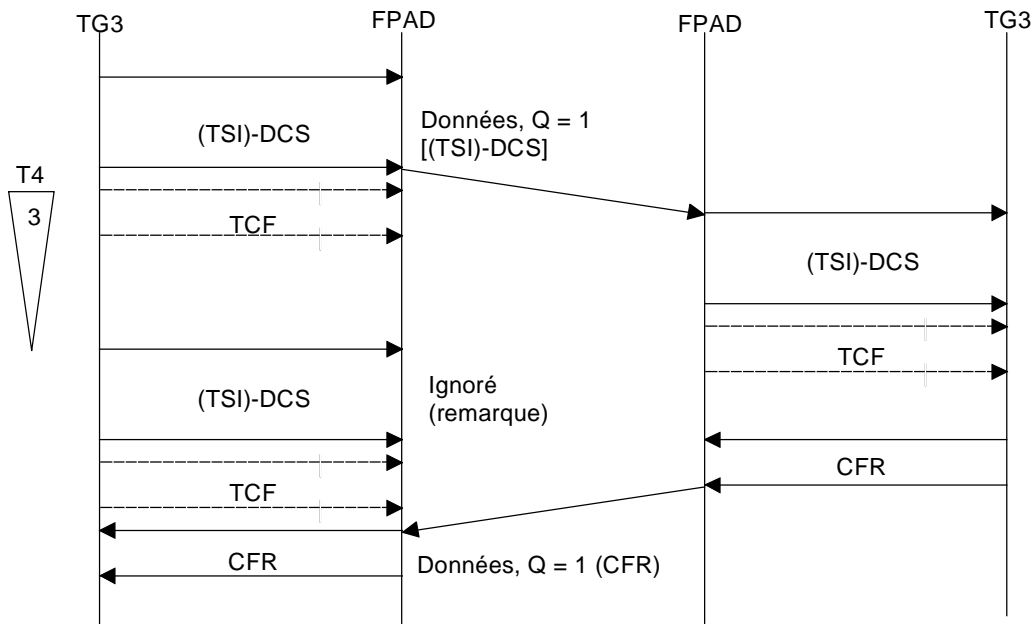 TG3
FPAD
FPAD
TG3
(TSI)-DCS
Données, Q = 1
[(TSI)-DCS]
T4
3
TCF
(TSI)-DCS
TCF
(TSI)-DCS
Ignoré
(remarque)
CFR
TCF
CFR
Données, Q = 1 (CFR)